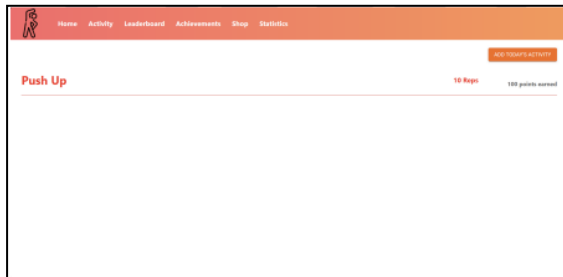 Home Activity Leaderboard Achievements Shop Statistics
ADD TODAY'S ACTIVITY
Push Up 10 Reps 100 points earned